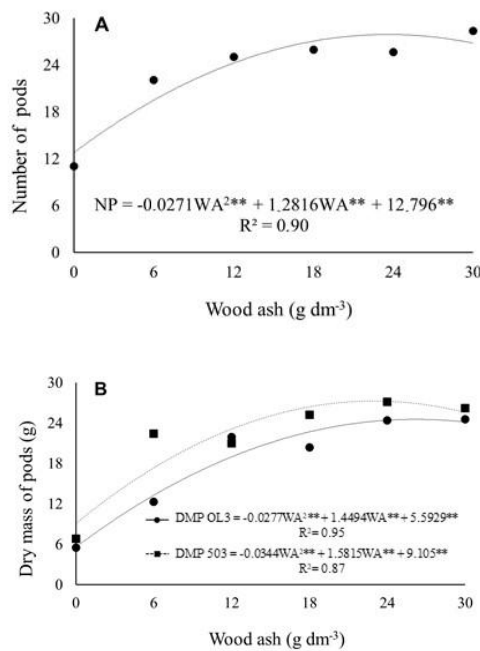 A
30
24
18
12
6
0
Number of pods
NP = -0.0271WA²** + 1.2816WA** + 12.796**
R² = 0.90
0 6 12 18 24 30
Wood ash (g dm⁻³)
B
30
24
18
12
6
0
Dry mass of pods (g)
DMP OL3 = -0.0277WA²** + 1.4494WA** + 5.5929**
R² = 0.95
DMP 503 = -0.0344WA²** + 1.5815WA** + 9.105**
R² = 0.87
0 6 12 18 24 30
Wood ash (g dm⁻³)